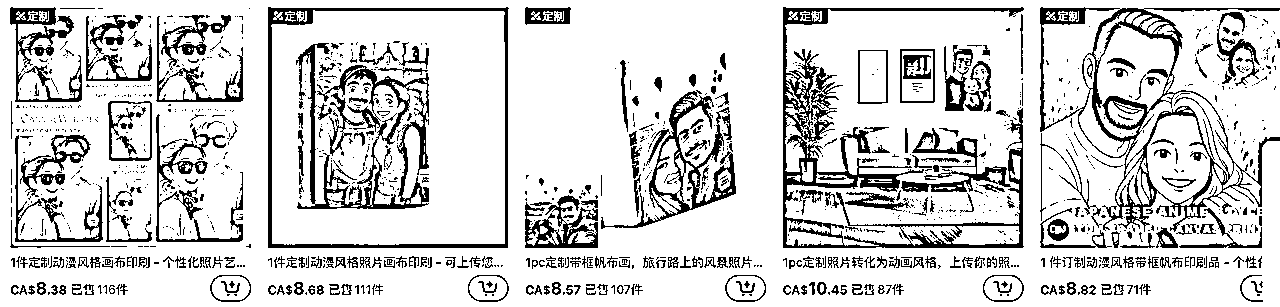 定制
定制
定制
定制
定制
JAPANESE ANIME STYLE
CUSTOMIZED CANVAS PRINT
1件定制动漫风格画布印刷 - 个性化照片艺...
CA$8.38 已售116件
1件定制动漫风格照片画布印刷 - 可上传您...
CA$8.68 已售111件
1pc定制带框帆布画，旅行路上的风景照片...
CA$8.57 已售107件
1pc定制照片转化为动画风格，上传你的照...
CA$10.45 已售87件
1 件订制动漫风格带框帆布印刷品 - 个性化
CA$8.82 已售71件